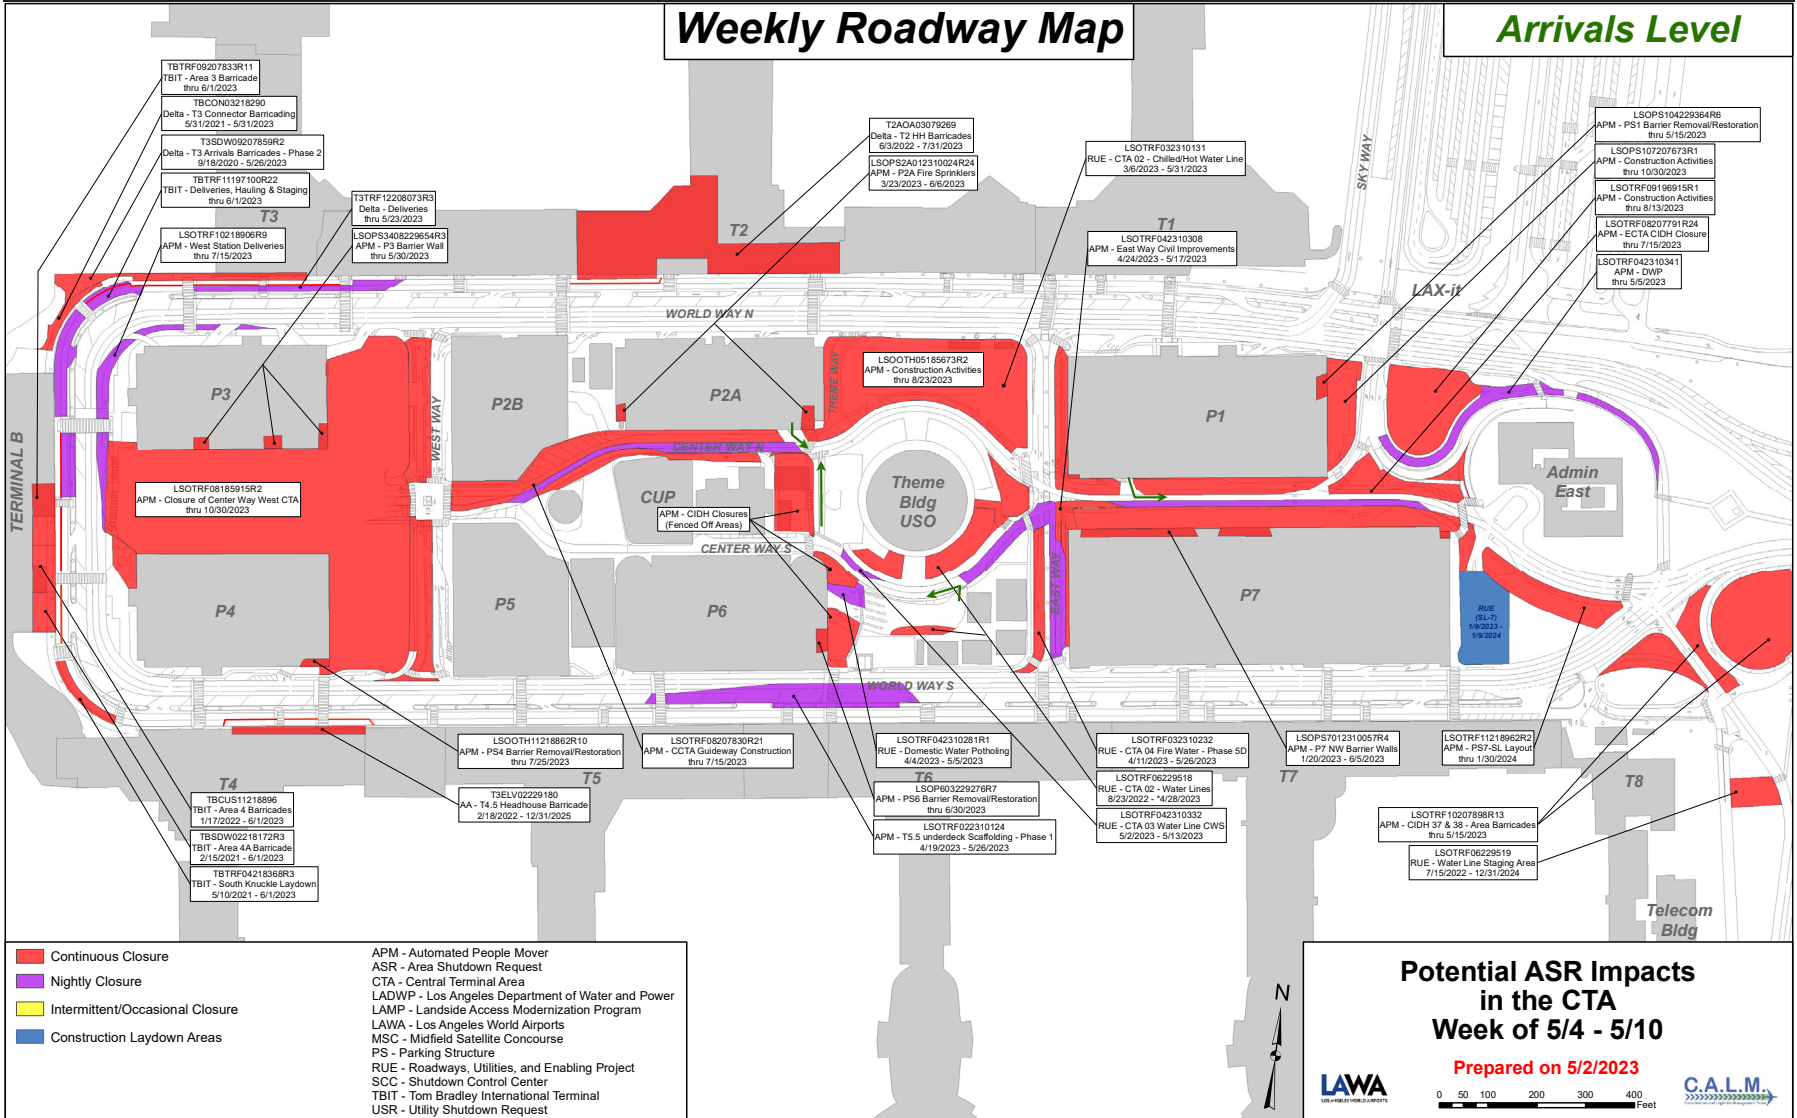 Weekly Roadway Map
Arrivals Level
TBTRF09207833R11
TBIT - Area 3 Barricade
thru 6/1/2023
TBCON03218290
Delta - T3 Connector Barricading
5/31/2021 - 5/31/2023
T3SDW09207859R2
Delta - T3 Arrivals Barricades - Phase 2
9/18/2020 - 5/26/2023
TBTRF11197100R22
TBIT - Deliveries, Hauling & Staging
thru 6/1/2023
LSOTRF10218906R9
APM - West Station Deliveries
thru 7/15/2023
T3TRF12208073R3
Delta - Deliveries
thru 5/23/2023
LSOPS3408229654R3
APM - P3 Barrier Wall
thru 5/30/2023
T2AOA03079269
Delta - T2 HH Barricades
6/3/2022 - 7/31/2023
LSOPS2A012310024R24
APM - P2A Fire Sprinklers
3/23/2023 - 6/6/2023
LSOTRF032310131
RUE - CTA 02 - Chilled/Hot Water Line
3/6/2023 - 5/31/2023
LSOTRF042310308
APM - East Way Civil Improvements
4/24/2023 - 5/17/2023
LSOPS104229364R6
APM - PS1 Barrier Removal/Restoration
thru 5/15/2023
LSOPS107207673R1
APM - Construction Activities
thru 10/30/2023
LSOTRF09196915R1
APM - Construction Activities
thru 8/13/2023
LSOTRF08207791R24
APM - ECTA CIDH Closure
thru 7/15/2023
LSOTRF042310341
APM - DWP
thru 5/5/2023
T3
T2
T1
SKY WAY
LAX-it
WORLD WAY N
P3
WEST WAY
P2B
P2A
THEME WAY
LSOOTH05185673R2
APM - Construction Activities
thru 8/23/2023
P1
CENTER WAY N
TERMINAL B
LSOTRF08185915R2
APM - Closure of Center Way West CTA
thru 10/30/2023
CUP
APM - CIDH Closures
(Fenced Off Areas)
Theme
Bldg
USO
Admin
East
CENTER WAY S
EAST WAY
P4
P5
P6
P7
RUE
(SL-7)
1/9/2023 -
1/9/2024
WORLD WAY S
LSOOTH11218862R10
APM - PS4 Barrier Removal/Restoration
thru 7/25/2023
LSOTRF08207830R21
APM - CCTA Guideway Construction
thru 7/15/2023
LSOTRF042310281R1
RUE - Domestic Water Potholing
4/4/2023 - 5/5/2023
LSOTRF032310232
RUE - CTA 04 Fire Water - Phase 5D
4/11/2023 - 5/26/2023
LSOPS7012310057R4
APM - P7 NW Barrier Walls
1/20/2023 - 6/5/2023
LSOTRF11218962R2
APM - PS7-SL Layout
thru 1/30/2024
T4
T5
T6
T7
T8
TBCUS11218896
TBIT - Area 4 Barricades
1/17/2022 - 6/1/2023
T3ELV02229180
AA - T4.5 Headhouse Barricade
2/18/2022 - 12/31/2025
LSOP603229276R7
APM - PS6 Barrier Removal/Restoration
thru 6/30/2023
LSOTRF06229518
RUE - CTA 02 - Water Lines
8/23/2022 - *4/28/2023
TBSDW02218172R3
TBIT - Area 4A Barricade
2/15/2021 - 6/1/2023
LSOTRF022310124
APM - T5.5 underdeck Scaffolding - Phase 1
4/19/2023 - 5/26/2023
LSOTRF042310332
RUE - CTA 03 Water Line CWS
5/2/2023 - 5/13/2023
LSOTRF10207898R13
APM - CIDH 37 & 38 - Area Barricades
thru 5/15/2023
TBTRF04218368R3
TBIT - South Knuckle Laydown
5/10/2021 - 6/1/2023
LSOTRF06229519
RUE - Water Line Staging Area
7/15/2022 - 12/31/2024
Telecom
Bldg
Continuous Closure
Nightly Closure
Intermittent/Occasional Closure
Construction Laydown Areas
APM - Automated People Mover
ASR - Area Shutdown Request
CTA - Central Terminal Area
LADWP - Los Angeles Department of Water and Power
LAMP - Landside Access Modernization Program
LAWA - Los Angeles World Airports
MSC - Midfield Satellite Concourse
PS - Parking Structure
RUE - Roadways, Utilities, and Enabling Project
SCC - Shutdown Control Center
TBIT - Tom Bradley International Terminal
USR - Utility Shutdown Request
N
Potential ASR Impacts
in the CTA
Week of 5/4 - 5/10
Prepared on 5/2/2023
LAWA
LOS ANGELES WORLD AIRPORTS
0 50 100 200 300 400
Feet
C.A.L.M.